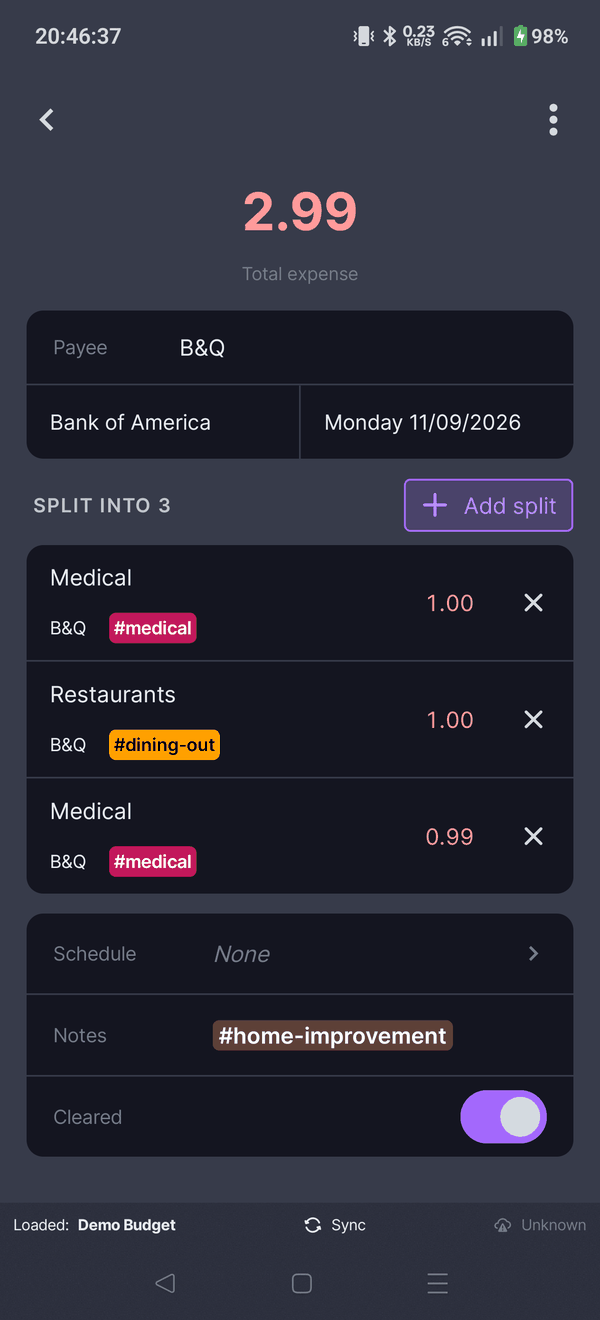 20:46:37 0.23 KB/S 6 98%
2.99
Total expense
Payee B&Q
Bank of America Monday 11/09/2026
SPLIT INTO 3 + Add split
Medical
1.00
B&Q #medical
Restaurants
1.00
B&Q #dining-out
Medical
0.99
B&Q #medical
Schedule None
Notes #home-improvement
Cleared
Loaded: Demo Budget Sync Unknown